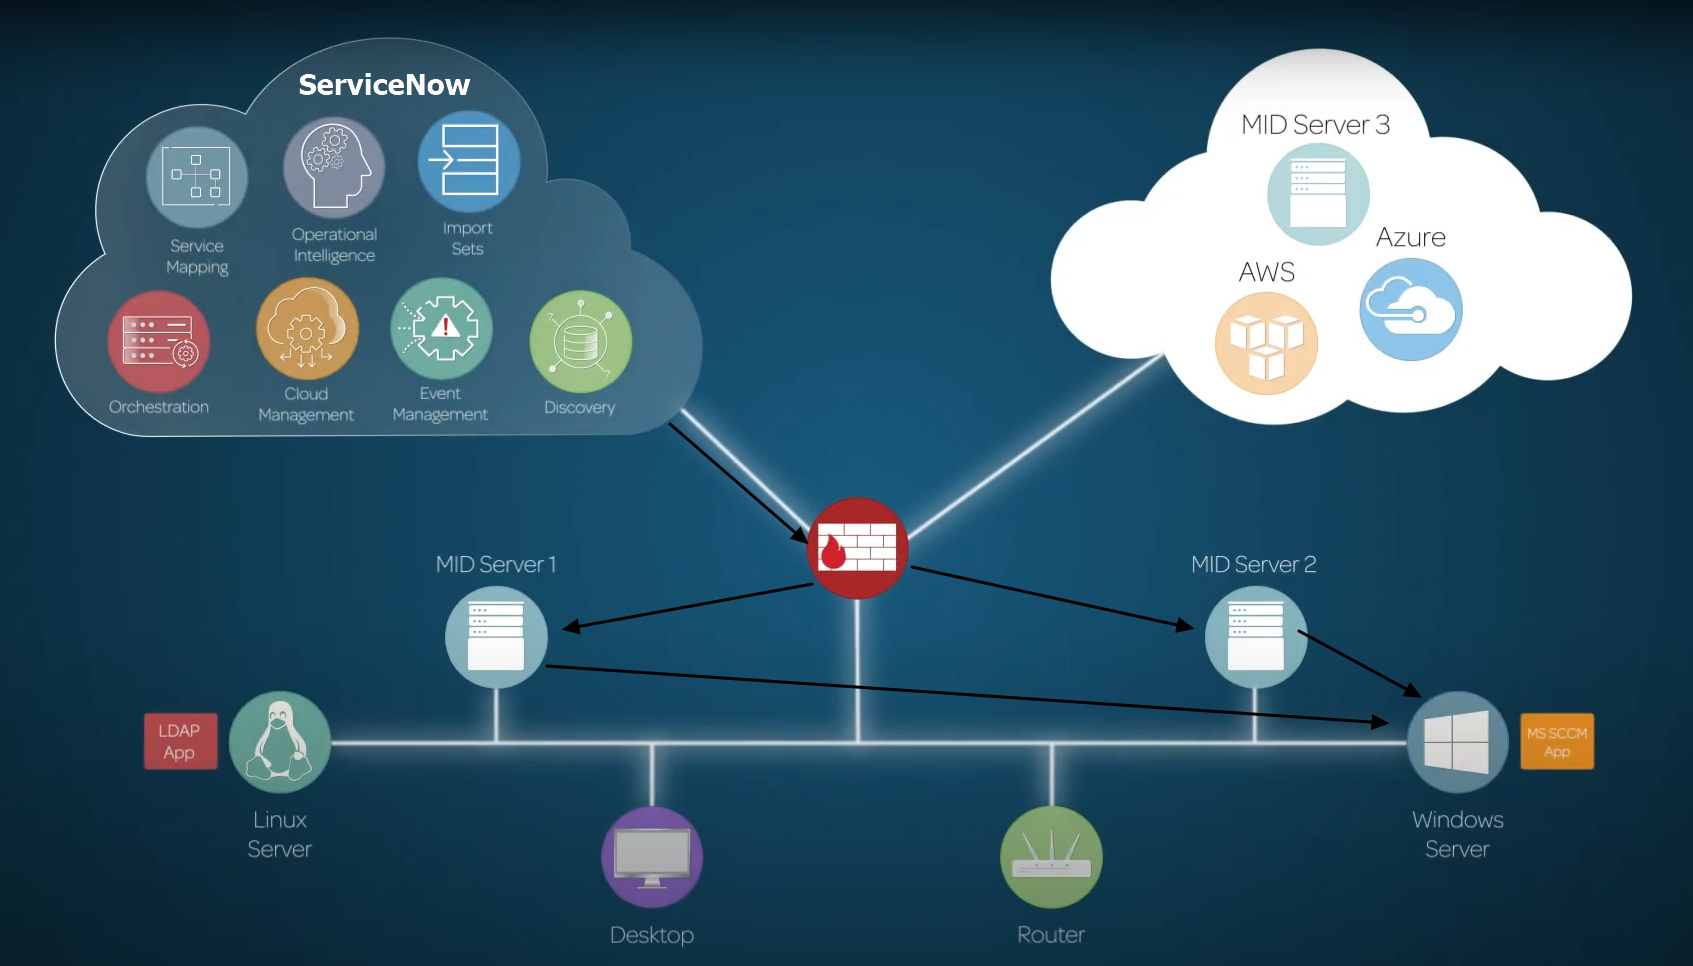 ServiceNow
Service
Mapping
Operational
Intelligence
Import
Sets
Orchestration
Cloud
Management
Event
Management
Discovery
MID Server 3
Azure
AWS
MID Server 1
MID Server 2
LDAP
App
Linux
Server
Desktop
Router
Windows
Server
MS SCCM
App